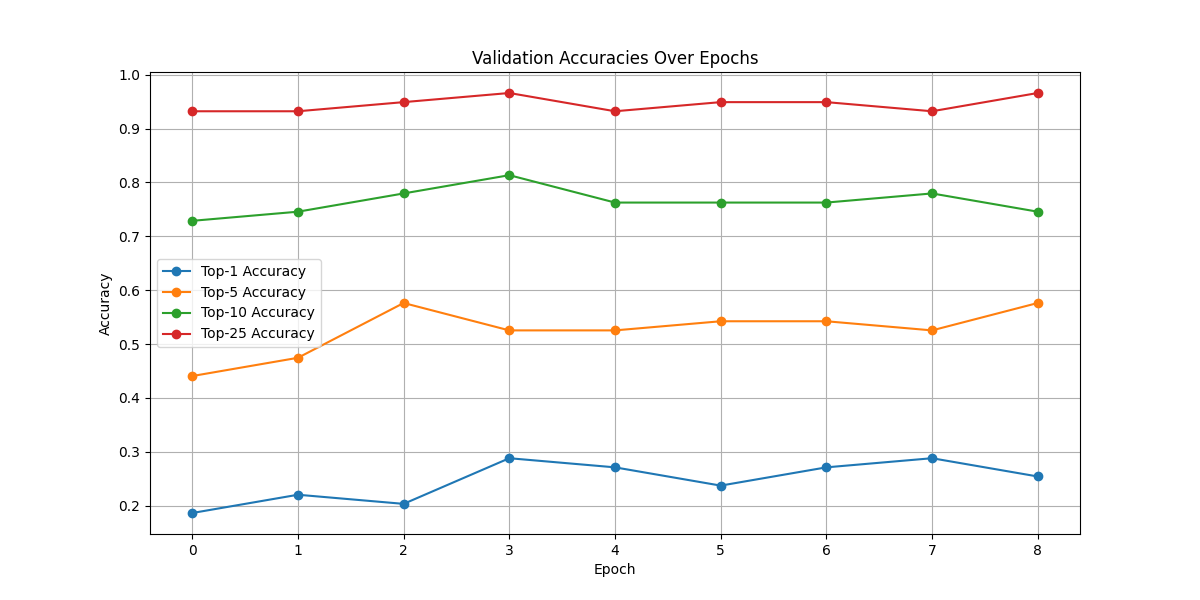 Validation Accuracies Over Epochs
1.0
0.9
0.8
0.7
0.6
0.5
0.4
0.3
0.2
Accuracy
Top-1 Accuracy
Top-5 Accuracy
Top-10 Accuracy
Top-25 Accuracy
0 1 2 3 4 5 6 7 8
Epoch